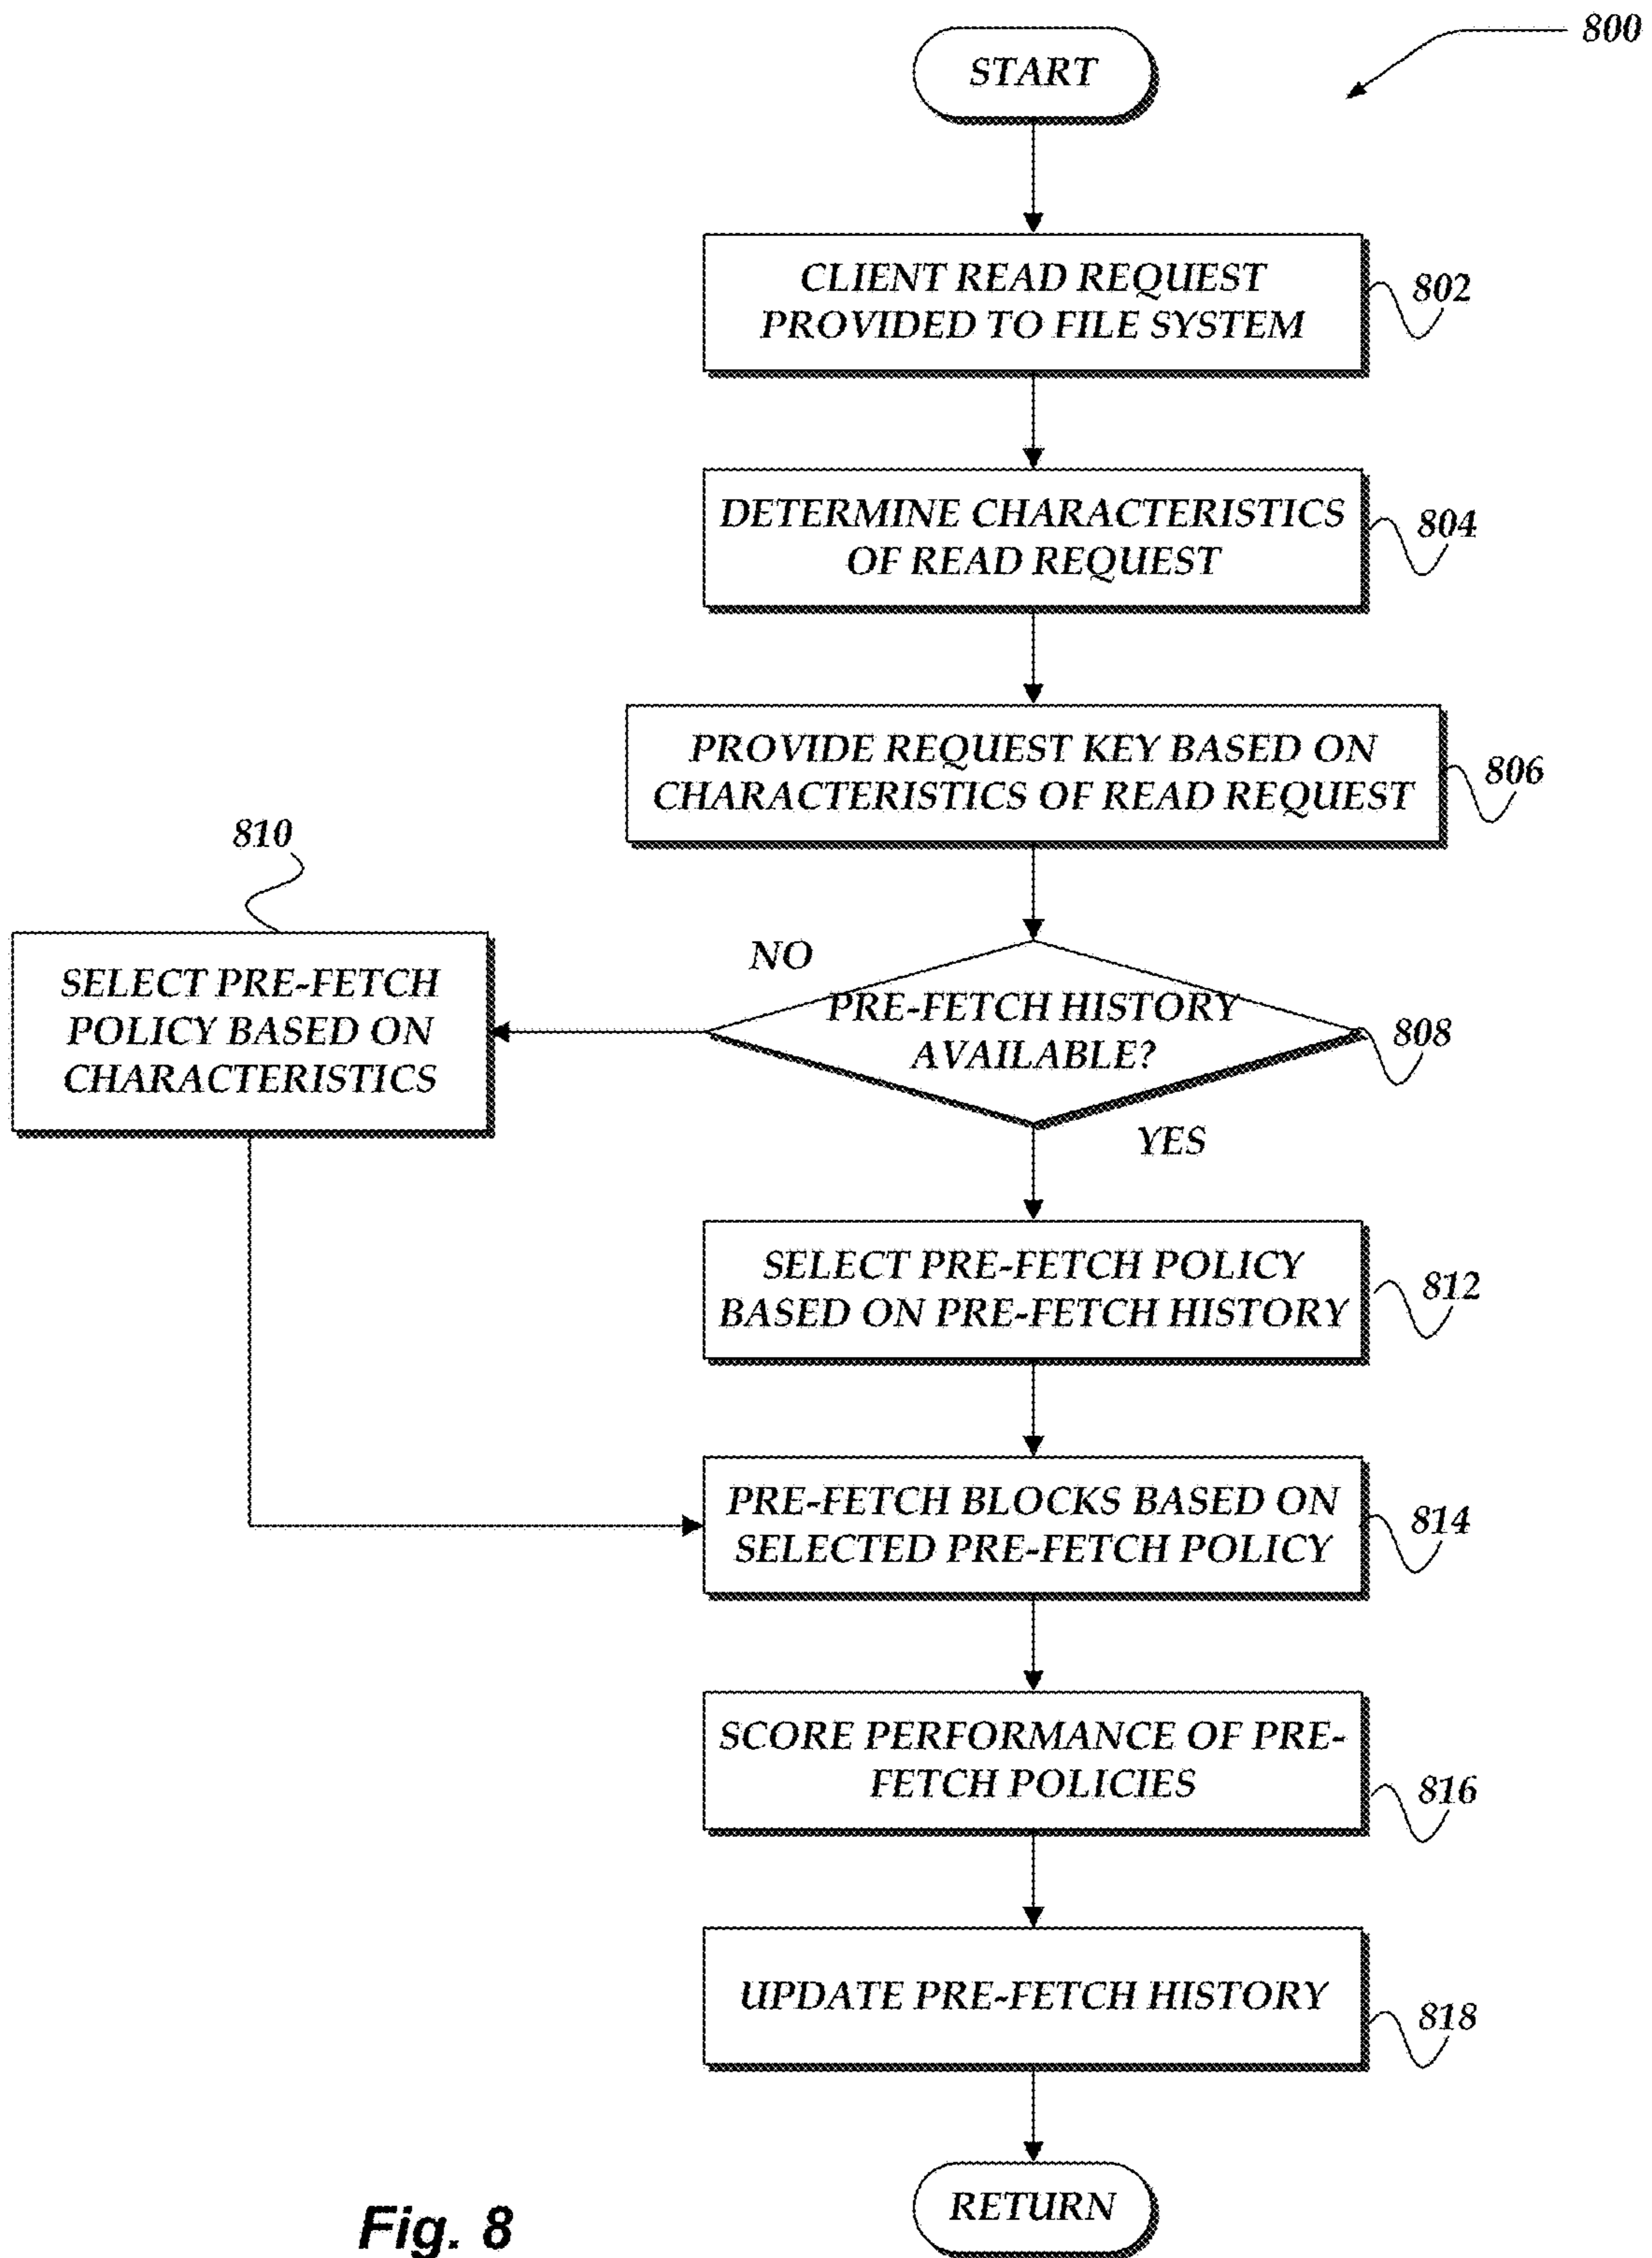 800
START
CLIENT READ REQUEST
PROVIDED TO FILE SYSTEM
802
DETERMINE CHARACTERISTICS
OF READ REQUEST
804
PROVIDE REQUEST KEY BASED ON
CHARACTERISTICS OF READ REQUEST
806
810
SELECT PRE-FETCH
POLICY BASED ON
CHARACTERISTICS
NO
PRE-FETCH HISTORY
AVAILABLE?
808
YES
SELECT PRE-FETCH POLICY
BASED ON PRE-FETCH HISTORY
812
PRE-FETCH BLOCKS BASED ON
SELECTED PRE-FETCH POLICY
814
SCORE PERFORMANCE OF PRE-
FETCH POLICIES
816
UPDATE PRE-FETCH HISTORY
818
RETURN
Fig. 8